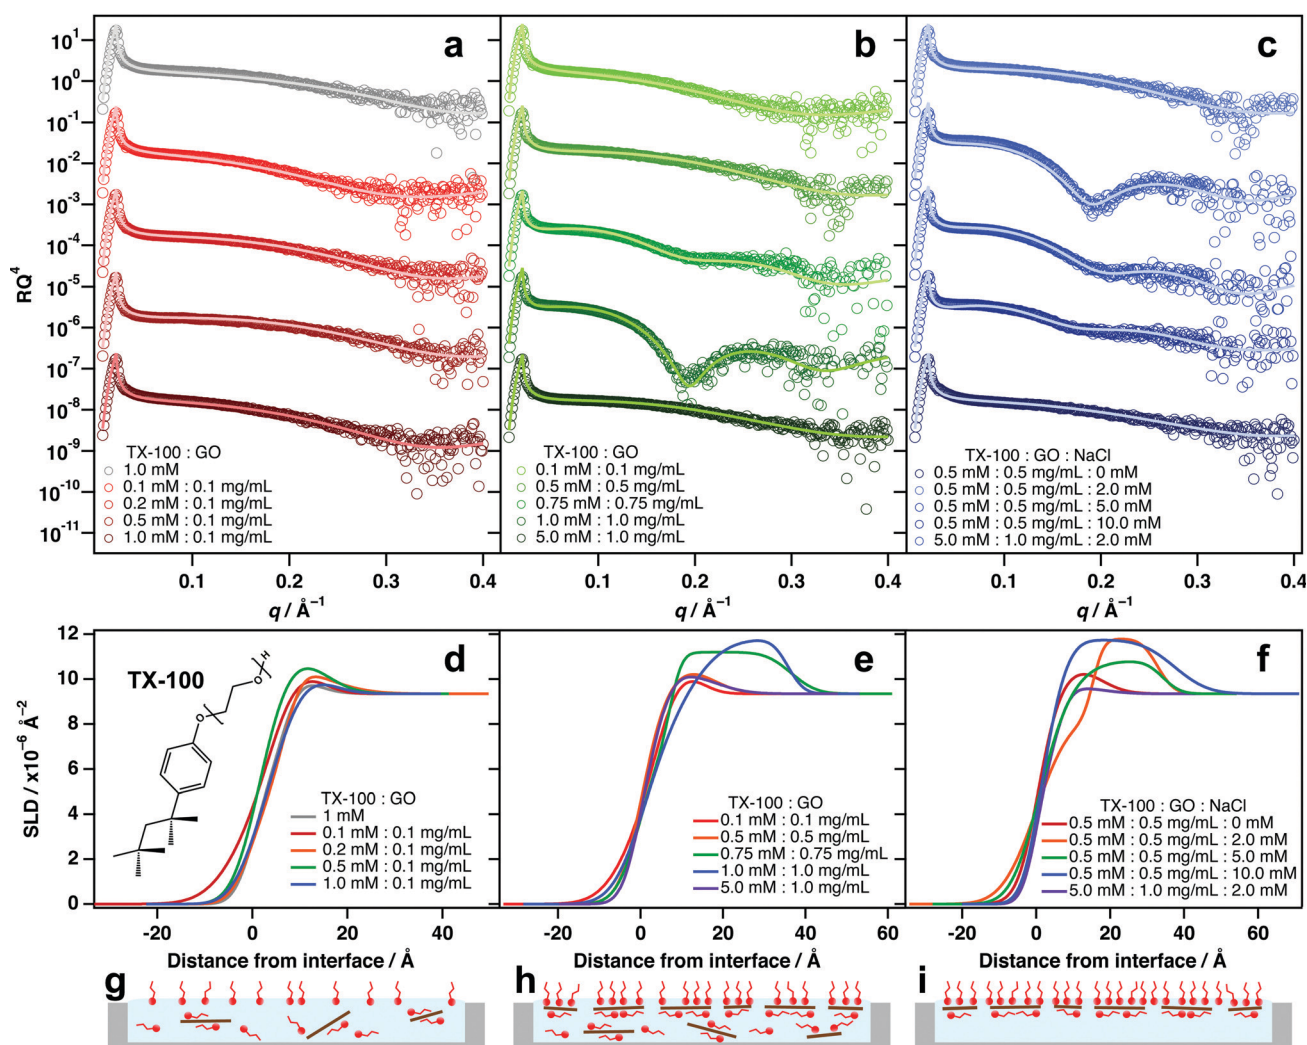 a
b
c
RQ⁴
10¹
10⁰
10⁻¹
10⁻²
10⁻³
10⁻⁴
10⁻⁵
10⁻⁶
10⁻⁷
10⁻⁸
10⁻⁹
10⁻¹⁰
10⁻¹¹
TX-100 : GO
1.0 mM
0.1 mM : 0.1 mg/mL
0.2 mM : 0.1 mg/mL
0.5 mM : 0.1 mg/mL
1.0 mM : 0.1 mg/mL
TX-100 : GO
0.1 mM : 0.1 mg/mL
0.5 mM : 0.5 mg/mL
0.75 mM : 0.75 mg/mL
1.0 mM : 1.0 mg/mL
5.0 mM : 1.0 mg/mL
TX-100 : GO : NaCl
0.5 mM : 0.5 mg/mL : 0 mM
0.5 mM : 0.5 mg/mL : 2.0 mM
0.5 mM : 0.5 mg/mL : 5.0 mM
0.5 mM : 0.5 mg/mL : 10.0 mM
5.0 mM : 1.0 mg/mL : 2.0 mM
0.1 0.2 0.3 0.4
0.1 0.2 0.3 0.4
0.1 0.2 0.3 0.4
q / Å⁻¹
q / Å⁻¹
q / Å⁻¹
d
e
f
SLD / x10⁻⁶ Å⁻²
12
10
8
6
4
2
0
TX-100
O
O
H
TX-100 : GO
1 mM
0.1 mM : 0.1 mg/mL
0.2 mM : 0.1 mg/mL
0.5 mM : 0.1 mg/mL
1.0 mM : 0.1 mg/mL
TX-100 : GO
0.1 mM : 0.1 mg/mL
0.5 mM : 0.5 mg/mL
0.75 mM : 0.75 mg/mL
1.0 mM : 1.0 mg/mL
5.0 mM : 1.0 mg/mL
TX-100 : GO : NaCl
0.5 mM : 0.5 mg/mL : 0 mM
0.5 mM : 0.5 mg/mL : 2.0 mM
0.5 mM : 0.5 mg/mL : 5.0 mM
0.5 mM : 0.5 mg/mL : 10.0 mM
5.0 mM : 1.0 mg/mL : 2.0 mM
-20 0 20 40
-20 0 20 40 60
-20 0 20 40 60
Distance from interface / Å
Distance from interface / Å
Distance from interface / Å
g
h
i